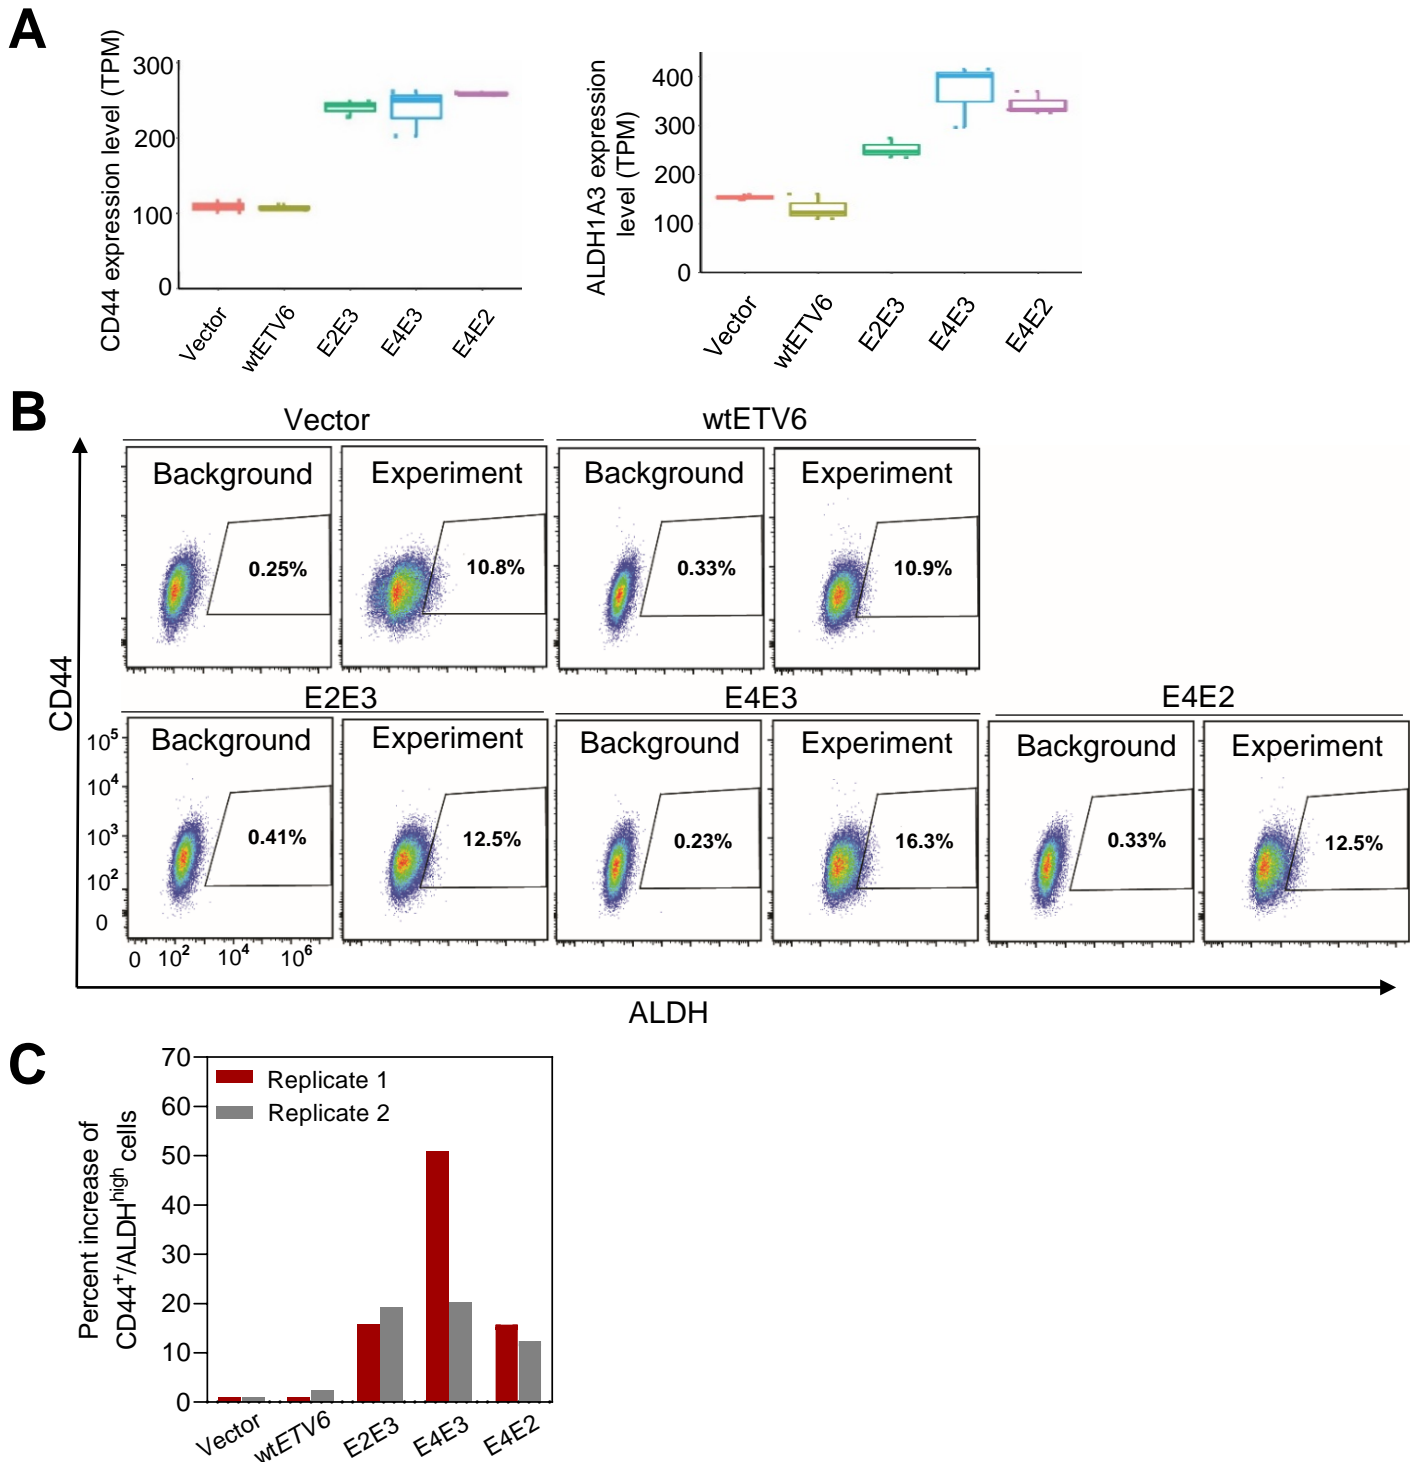 A
CD44 expression level (TPM)
300
200
100
0
Vector
wtETV6
E2E3
E4E3
E4E2
ALDH1A3 expression
level (TPM)
400
300
200
100
0
Vector
wtETV6
E2E3
E4E3
E4E2
B
Vector
wtETV6
Background
Experiment
Background
Experiment
0.25%
10.8%
0.33%
10.9%
CD44
E2E3
E4E3
E4E2
Background
Experiment
Background
Experiment
Background
Experiment
10⁵
10⁴
10³
10²
0
0.41%
12.5%
0.23%
16.3%
0.33%
12.5%
0 10² 10⁴ 10⁶
ALDH
C
Percent increase of
CD44⁺/ALDHʰⁱᵍʰ cells
70
60
50
40
30
20
10
0
Replicate 1
Replicate 2
Vector
wtETV6
E2E3
E4E3
E4E2